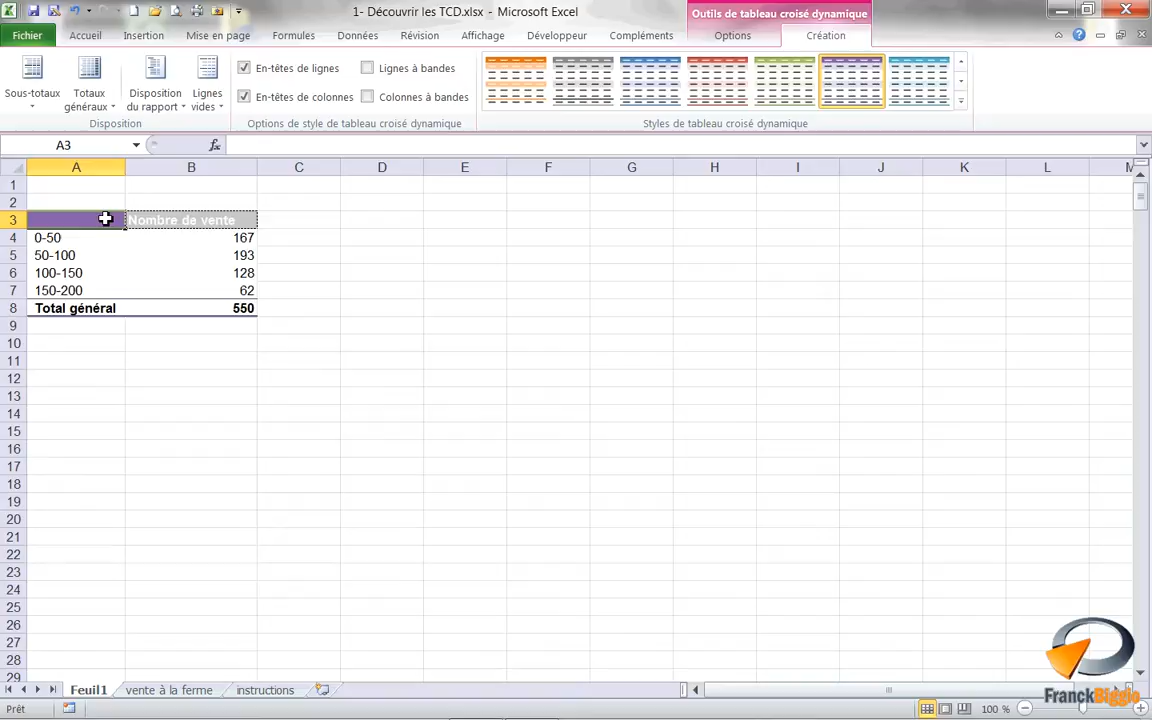 1- Découvrir les TCD.xlsx - Microsoft Excel
Outils de tableau croisé dynamique
Fichier Accueil Insertion Mise en page Formules Données Révision Affichage Développeur Compléments Options Création
Sous-totaux
Totaux généraux
Disposition du rapport
Lignes vides
En-têtes de lignes
Lignes à bandes
En-têtes de colonnes
Colonnes à bandes
Disposition
Options de style de tableau croisé dynamique
Styles de tableau croisé dynamique
A3
fx
A B C D E F G H I J K L M
1
2
3 Nombre de vente
4 0-50 167
5 50-100 193
6 100-150 128
7 150-200 62
8 Total général 550
9
10
11
12
13
14
15
16
17
18
19
20
21
22
23
24
25
26
27
28
29
FranckBiggio
Feuil1 vente à la ferme instructions
Prêt
100 %